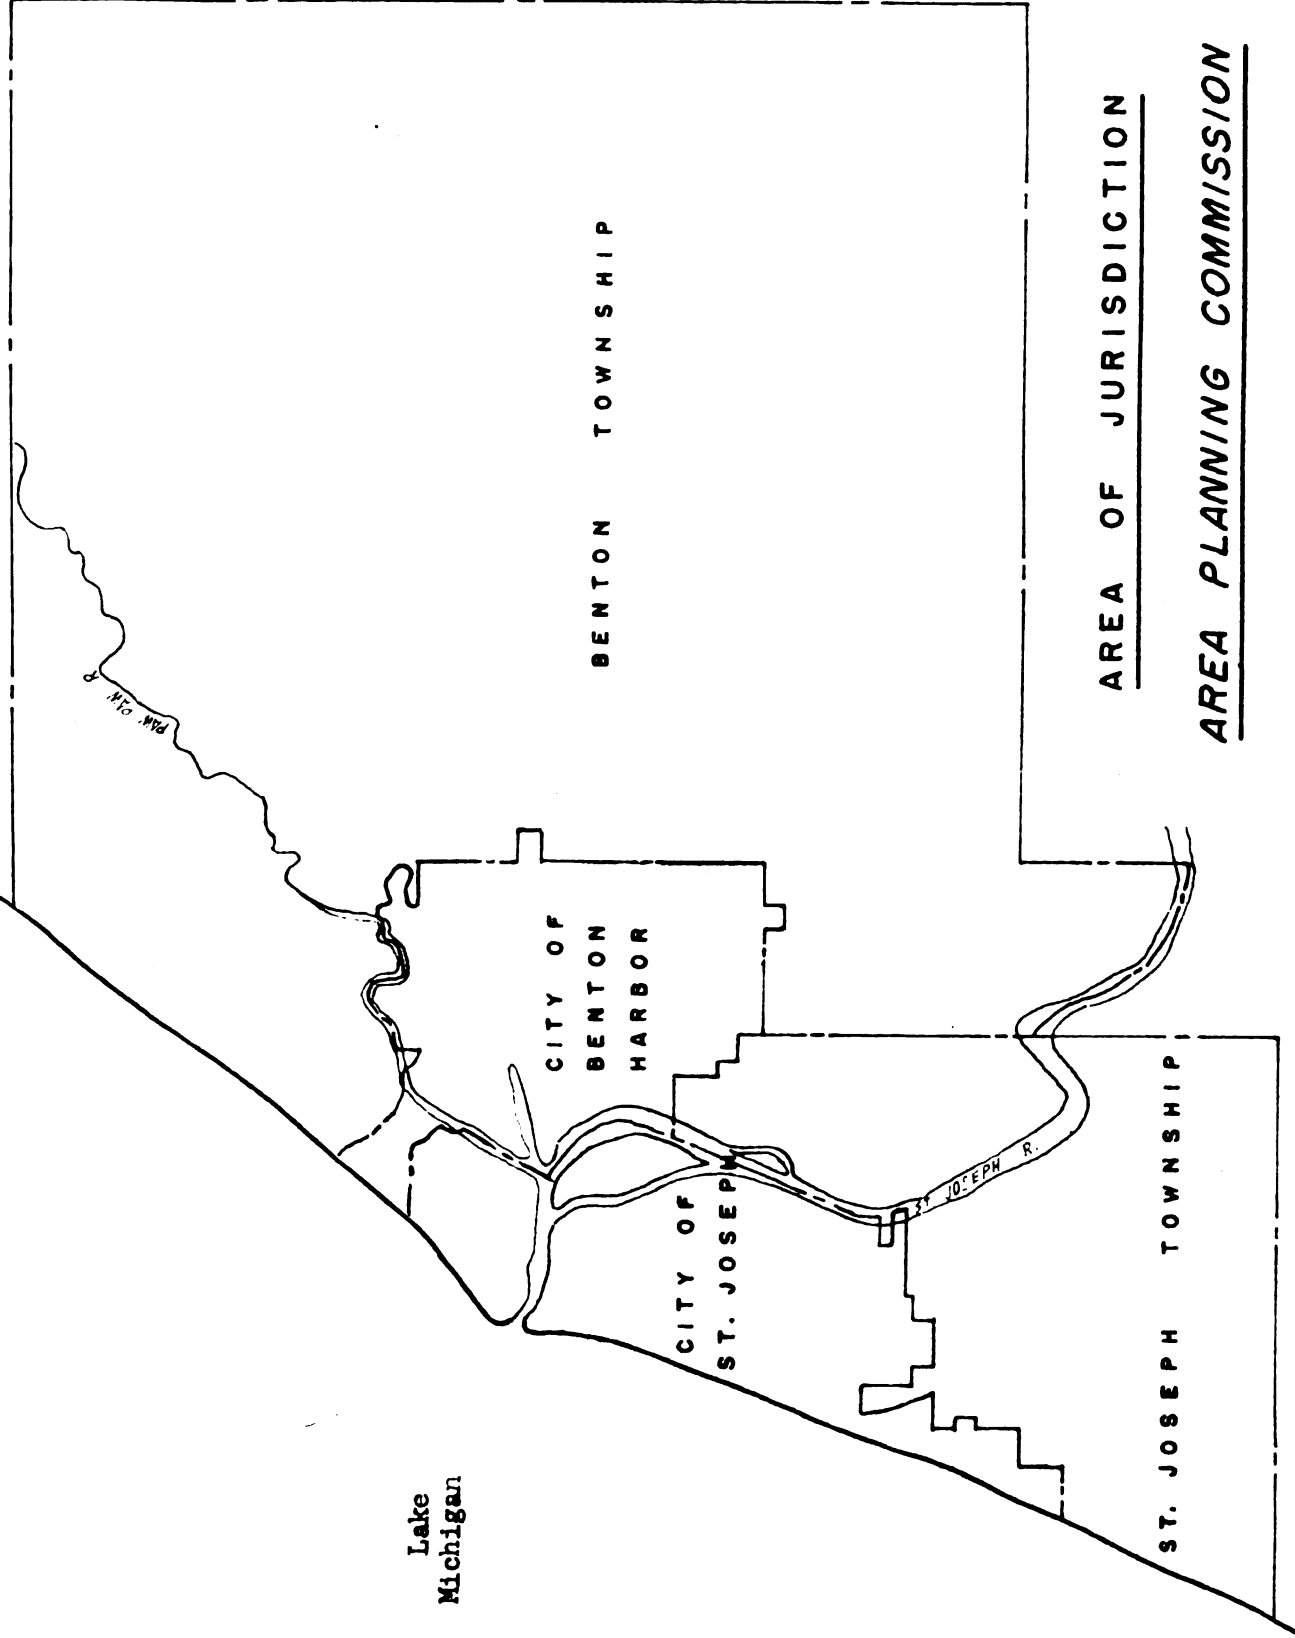 PAW PAW R
BENTON TOWNSHIP
CITY OF
BENTON
HARBOR
Lake
Michigan
CITY OF
ST. JOSEPH
ST JOSEPH R.
ST. JOSEPH TOWNSHIP
AREA OF JURISDICTION
AREA PLANNING COMMISSION